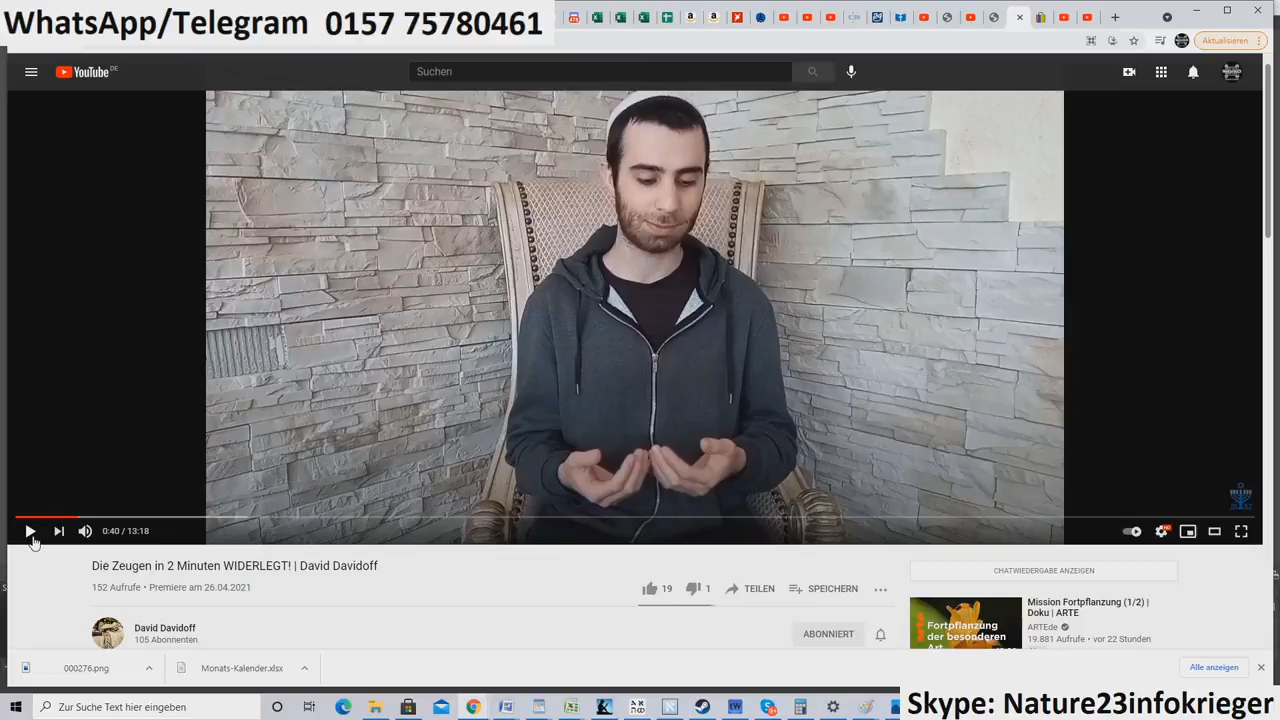 WhatsApp/Telegram 0157 75780461
Aktualisieren
YouTube DE
Suchen
0:40 / 13:18
Die Zeugen in 2 Minuten WIDERLEGT! | David Davidoff
152 Aufrufe • Premiere am 26.04.2021
19
1
TEILEN
SPEICHERN
CHATWIEDERGABE ANZEIGEN
David Davidoff
105 Abonnenten
ABONNIERT
Fortpflanzung
der besonderen
Art
Mission Fortpflanzung (1/2) |
Doku | ARTE
ARTEde
19.881 Aufrufe • vor 22 Stunden
000276.png
Monats-Kalender.xlsx
Alle anzeigen
Zur Suche Text hier eingeben
Skype: Nature23infokrieger